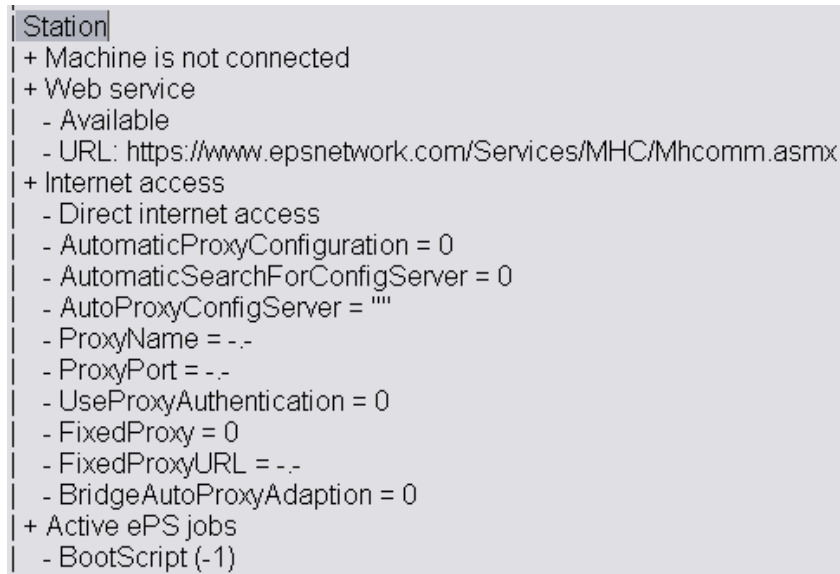 Station
+ Machine is not connected
+ Web service
- Available
- URL: https://www.epsnetwork.com/Services/MHC/Mhcomm.asmx
+ Internet access
- Direct internet access
- AutomaticProxyConfiguration = 0
- AutomaticSearchForConfigServer = 0
- AutoProxyConfigServer = ""
- ProxyName = -.-
- ProxyPort = -.-
- UseProxyAuthentication = 0
- FixedProxy = 0
- FixedProxyURL = -.-
- BridgeAutoProxyAdaption = 0
+ Active ePS jobs
- BootScript (-1)